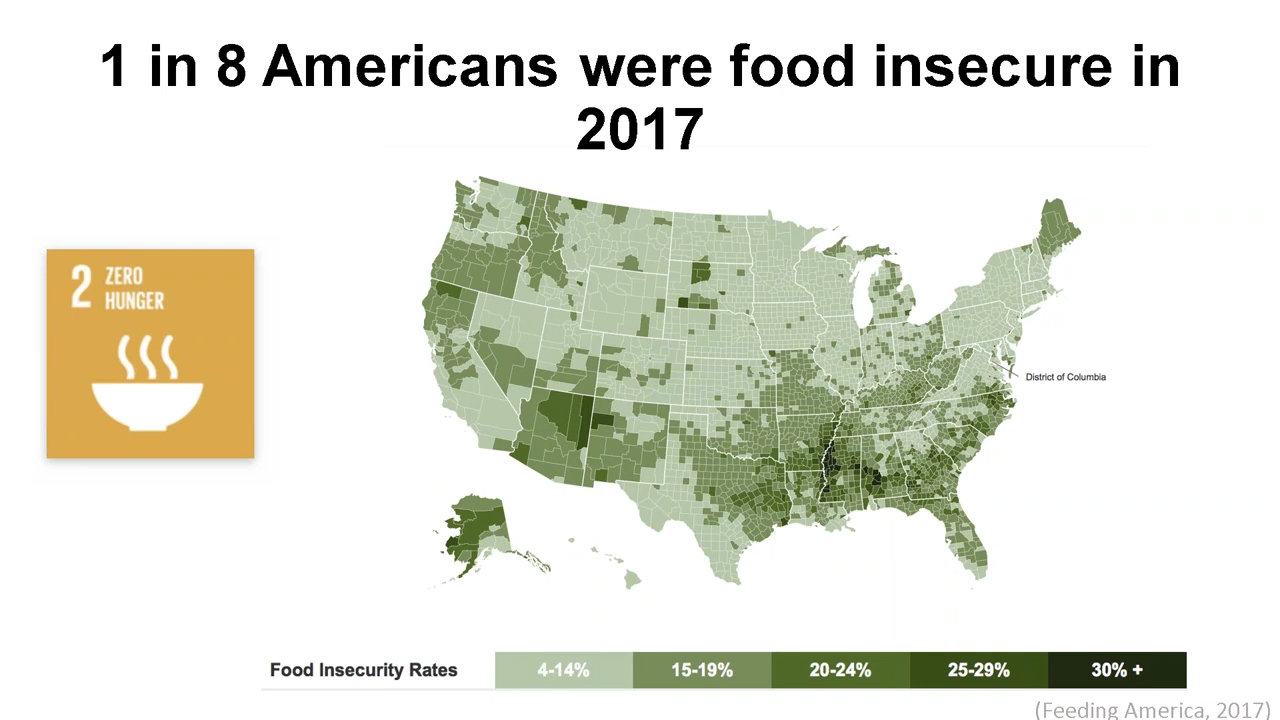 1 in 8 Americans were food insecure in
2017
2 ZERO
HUNGER
District of Columbia
Food Insecurity Rates 4-14% 15-19% 20-24% 25-29% 30% +
(Feeding America, 2017)